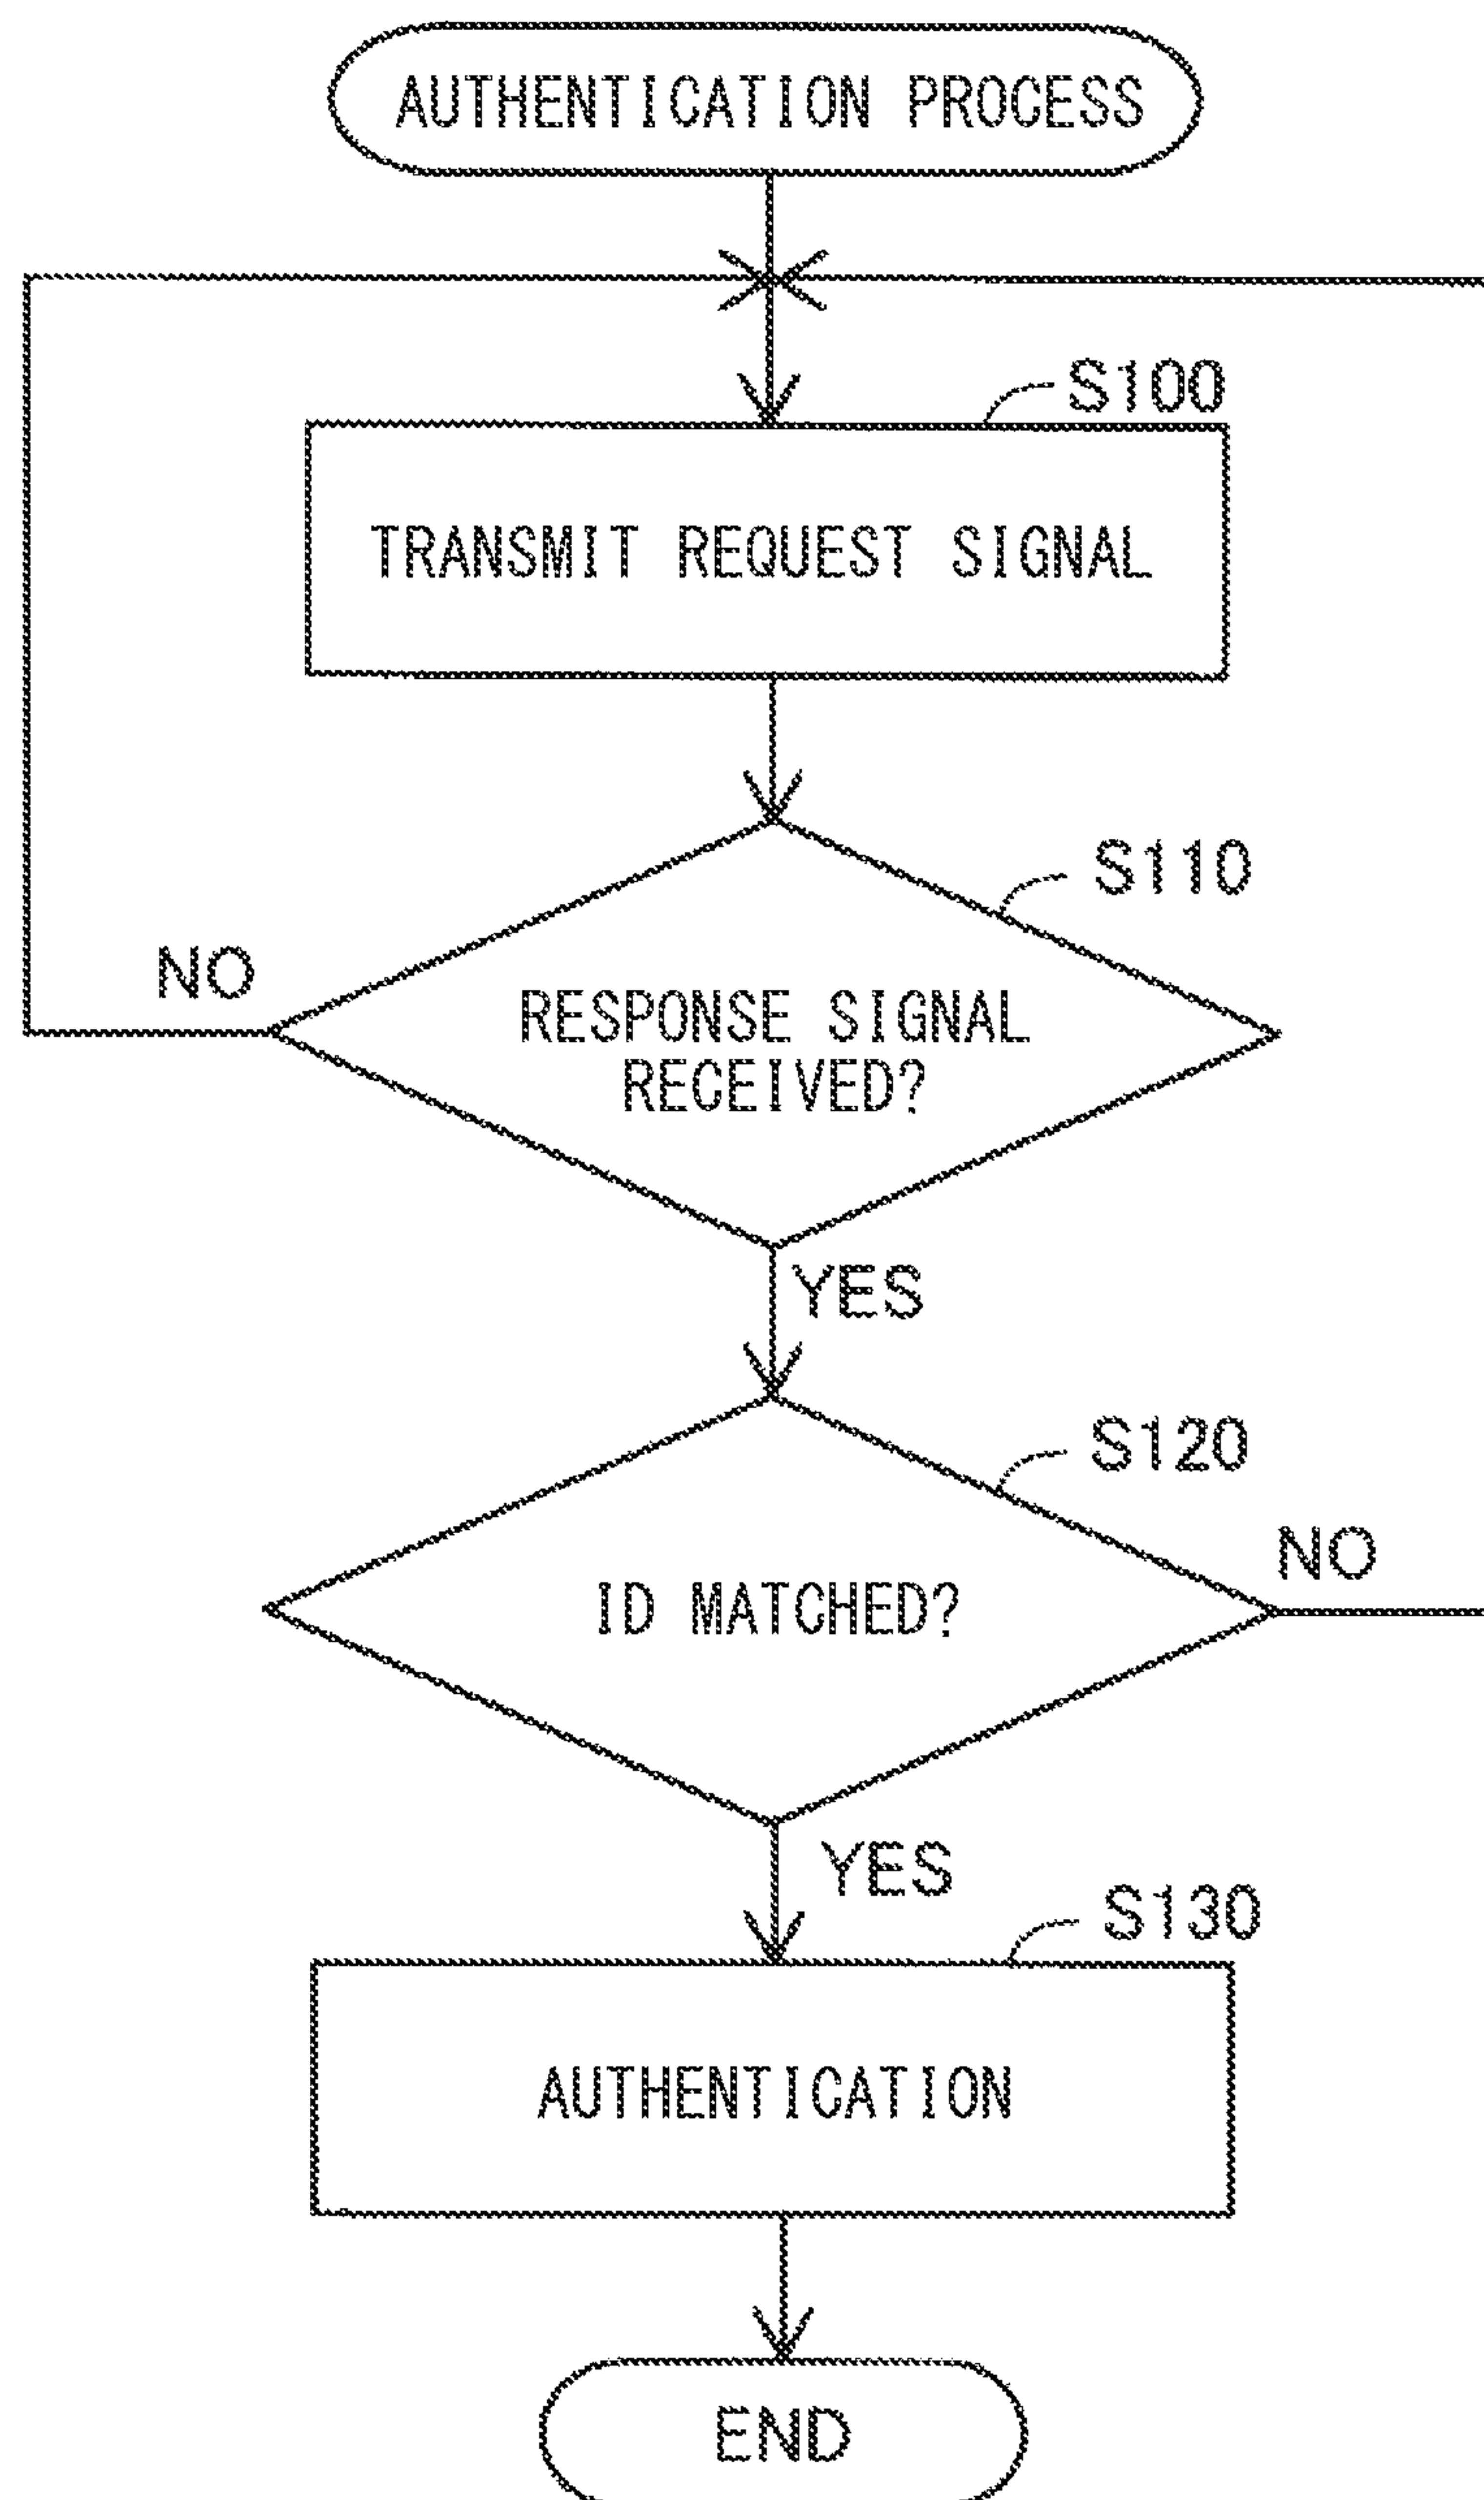 AUTHENTICATION PROCESS
S100
TRANSMIT REQUEST SIGNAL
S110
NO
RESPONSE SIGNAL
RECEIVED?
YES
S120
NO
ID MATCHED?
YES
S130
AUTHENTICATION
END